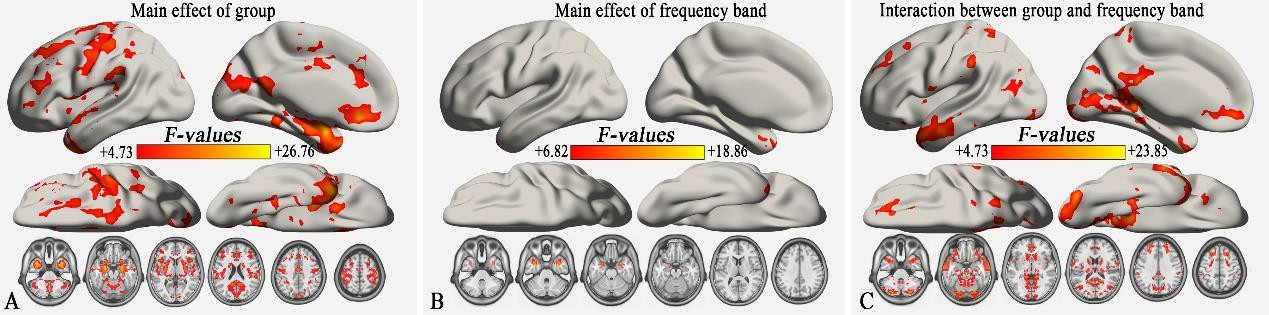 Main effect of group
F-values
+4.73 +26.76
A
Main effect of frequency band
F-values
+6.82 +18.86
B
Interaction between group and frequency band
F-values
+4.73 +23.85
C